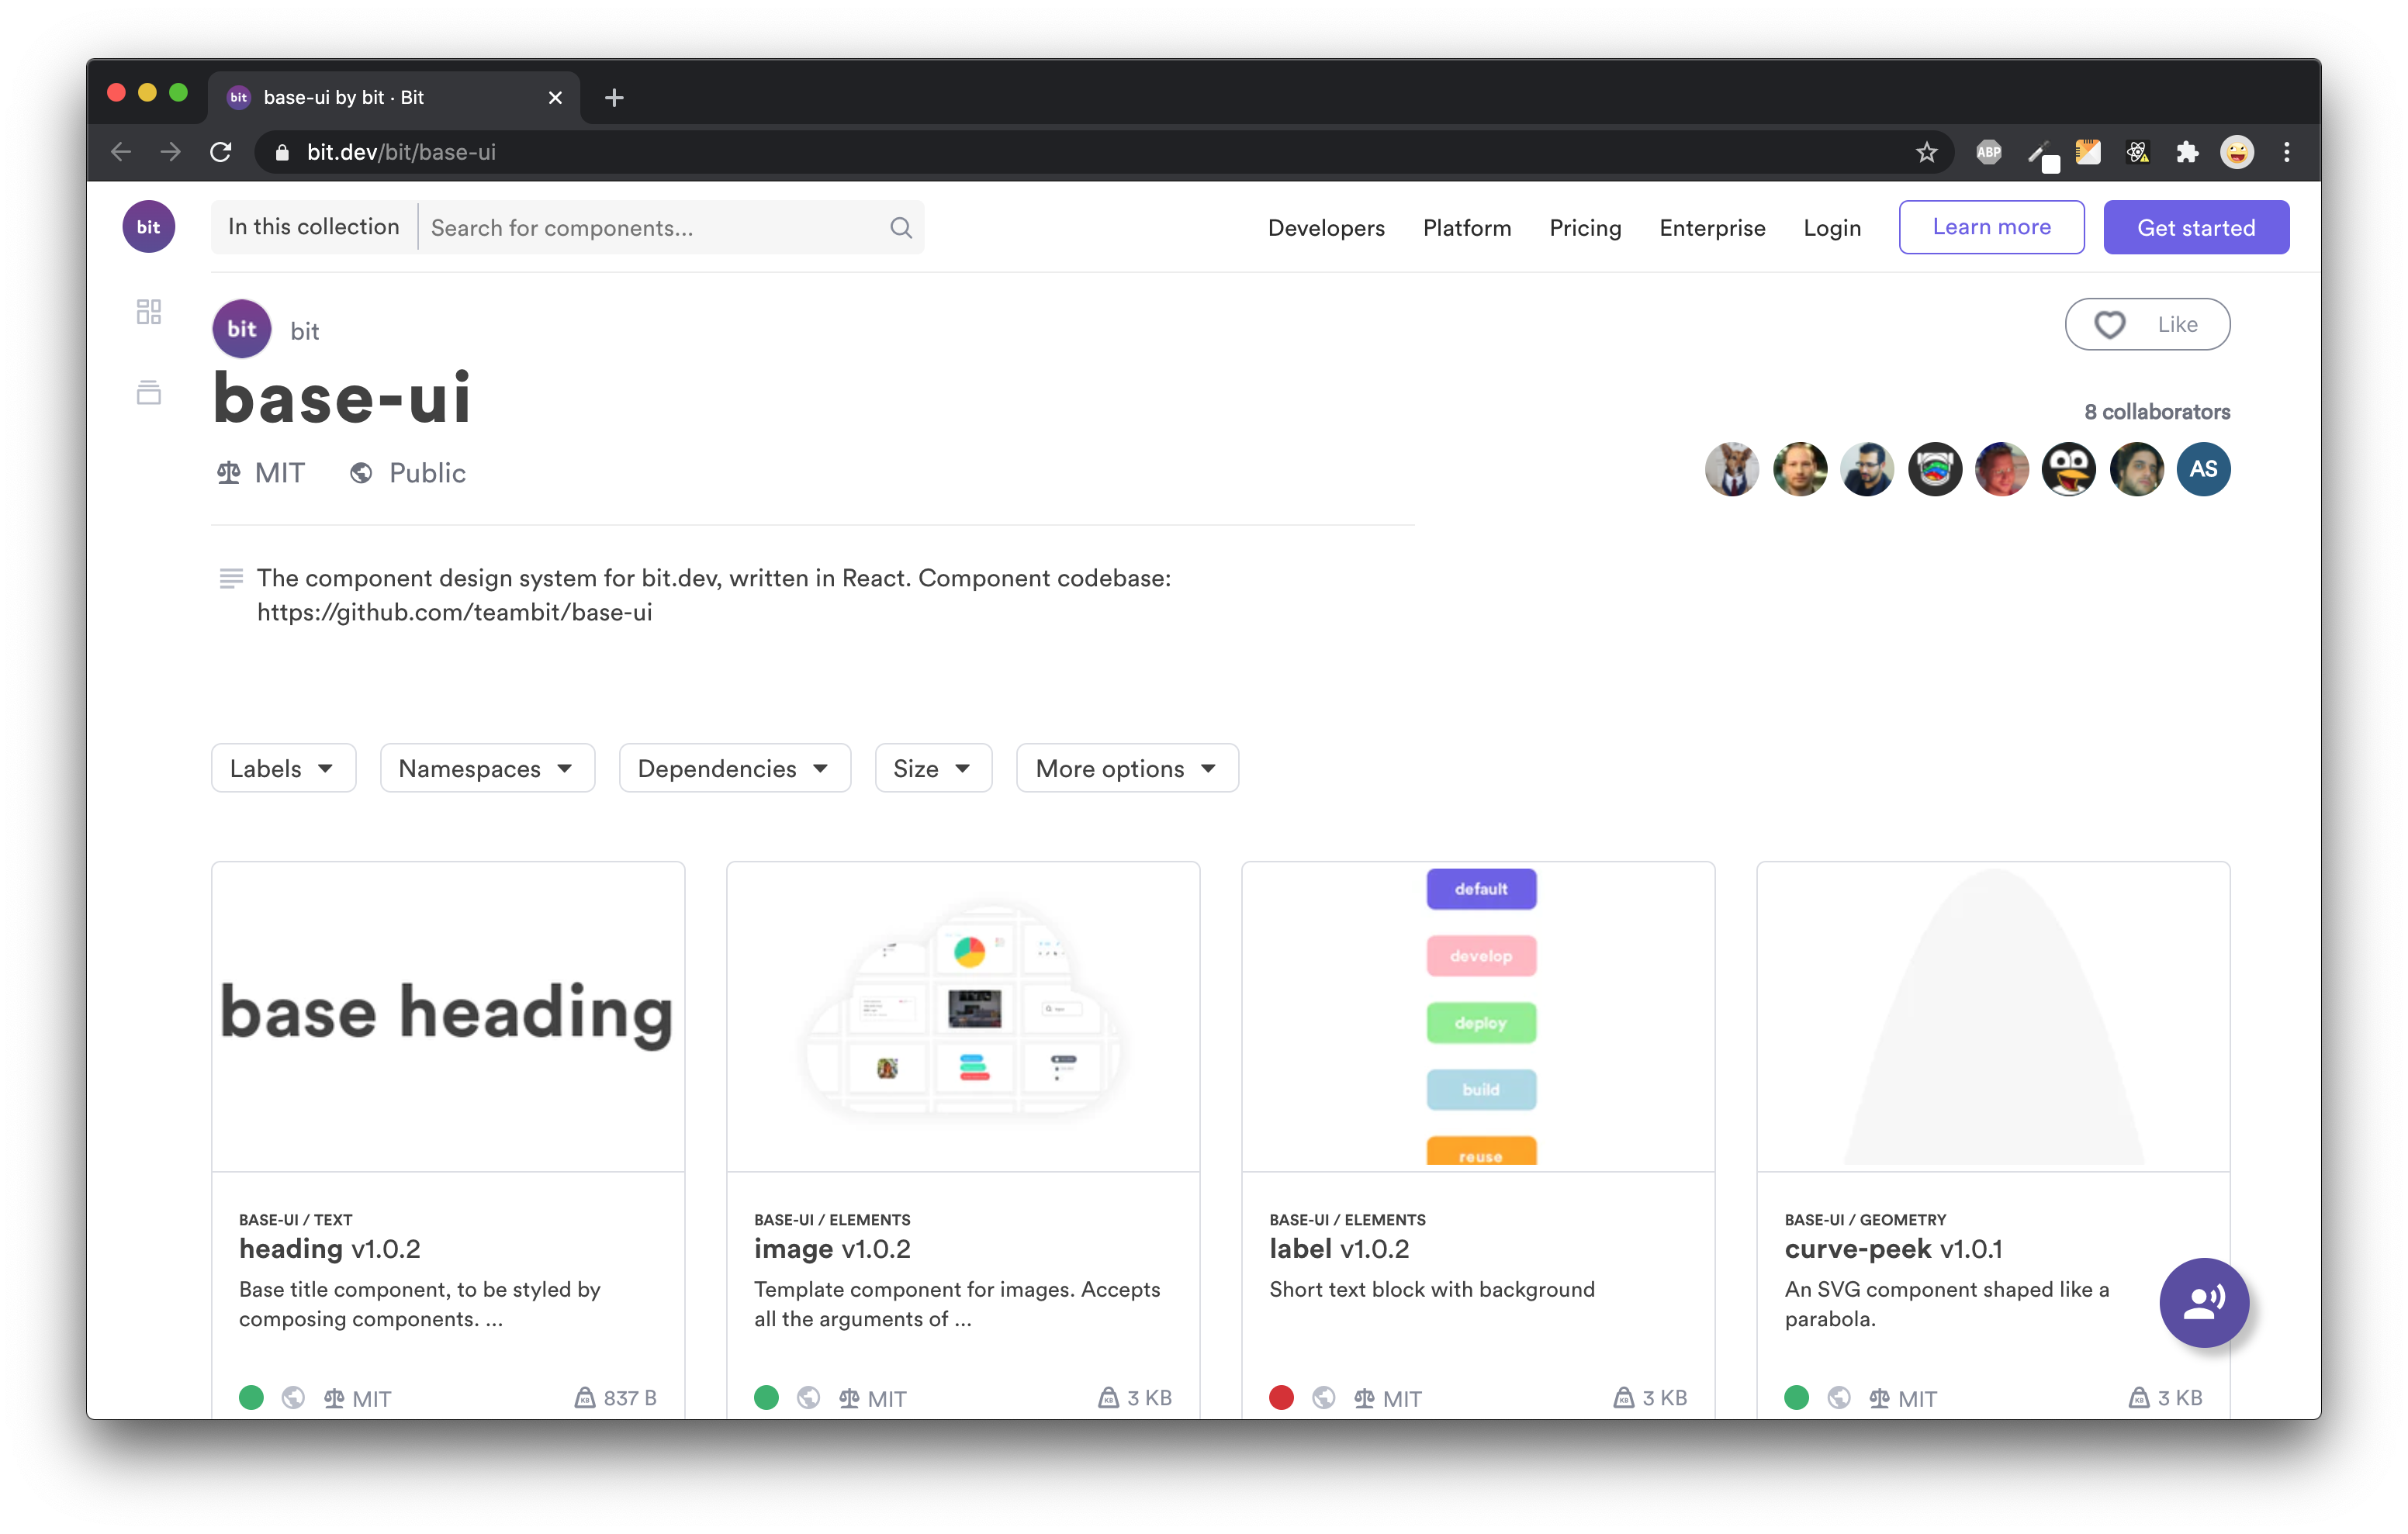 bit base-ui by bit · Bit
bit.dev/bit/base-ui
ABP
bit In this collection Search for components... Developers Platform Pricing Enterprise Login Learn more Get started
bit bit
Like
base-ui
8 collaborators
MIT Public
AS
The component design system for bit.dev, written in React. Component codebase:
https://github.com/teambit/base-ui
Labels Namespaces Dependencies Size More options
base heading
default
develop
deploy
build
reuse
BASE-UI / TEXT
heading v1.0.2
Base title component, to be styled by
composing components. ...
MIT KB 837 B
BASE-UI / ELEMENTS
image v1.0.2
Template component for images. Accepts
all the arguments of ...
MIT KB 3 KB
BASE-UI / ELEMENTS
label v1.0.2
Short text block with background
MIT KB 3 KB
BASE-UI / GEOMETRY
curve-peek v1.0.1
An SVG component shaped like a
parabola.
MIT KB 3 KB